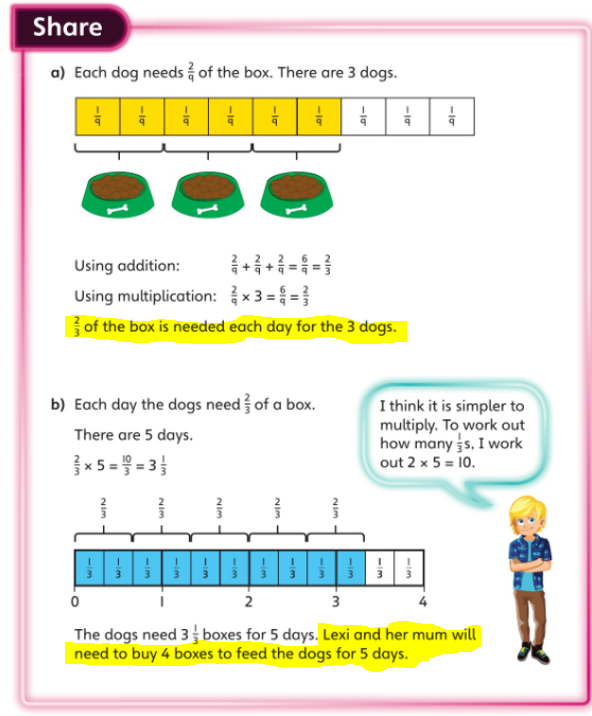 Share
a) Each dog needs 2/9 of the box. There are 3 dogs.
1/9 1/9 1/9 1/9 1/9 1/9 1/9 1/9 1/9
Using addition: 2/9 + 2/9 + 2/9 = 6/9 = 2/3
Using multiplication: 2/9 × 3 = 6/9 = 2/3
2/3 of the box is needed each day for the 3 dogs.
b) Each day the dogs need 2/3 of a box.
There are 5 days.
2/3 × 5 = 10/3 = 3 1/3
I think it is simpler to
multiply. To work out
how many 1/3s, I work
out 2 × 5 = 10.
2/3 2/3 2/3 2/3 2/3
1/3 1/3 1/3 1/3 1/3 1/3 1/3 1/3 1/3 1/3 1/3 1/3
0 1 2 3 4
The dogs need 3 1/3 boxes for 5 days. Lexi and her mum will
need to buy 4 boxes to feed the dogs for 5 days.